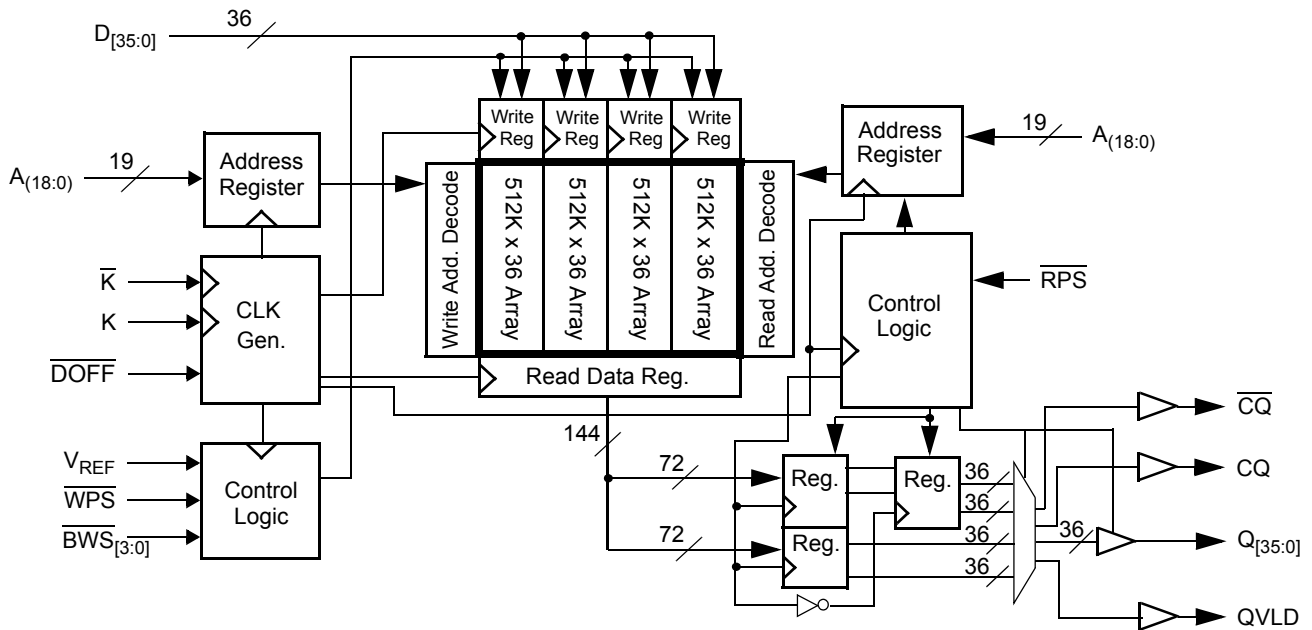 D[35:0]
36
Write Reg
Write Reg
Write Reg
Write Reg
A(18:0)
19
Address
Register
Write Add. Decode
512K x 36 Array
512K x 36 Array
512K x 36 Array
512K x 36 Array
Read Add. Decode
Address
Register
19
A(18:0)
K̅
K
DOFF
CLK
Gen.
Control
Logic
RPS
Read Data Reg.
VREF
WPS
BWS[3:0]
Control
Logic
144
72
72
Reg.
Reg.
Reg.
36
36
36
36
36
CQ
CQ
Q[35:0]
QVLD